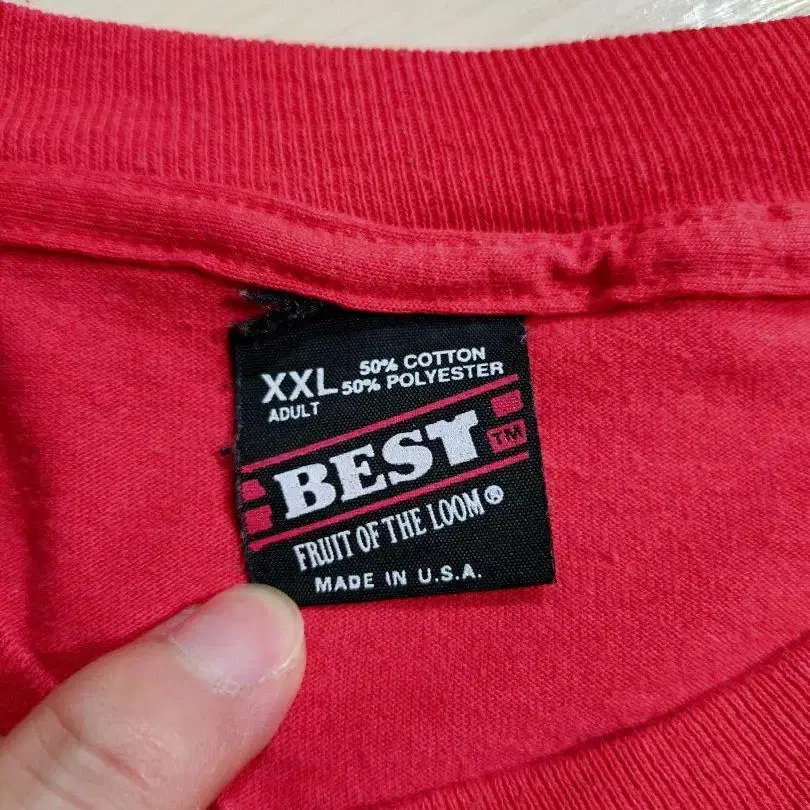 XXL 50% COTTON
50% POLYESTER
ADULT
BEST TM
FRUIT OF THE LOOM®
MADE IN U.S.A.